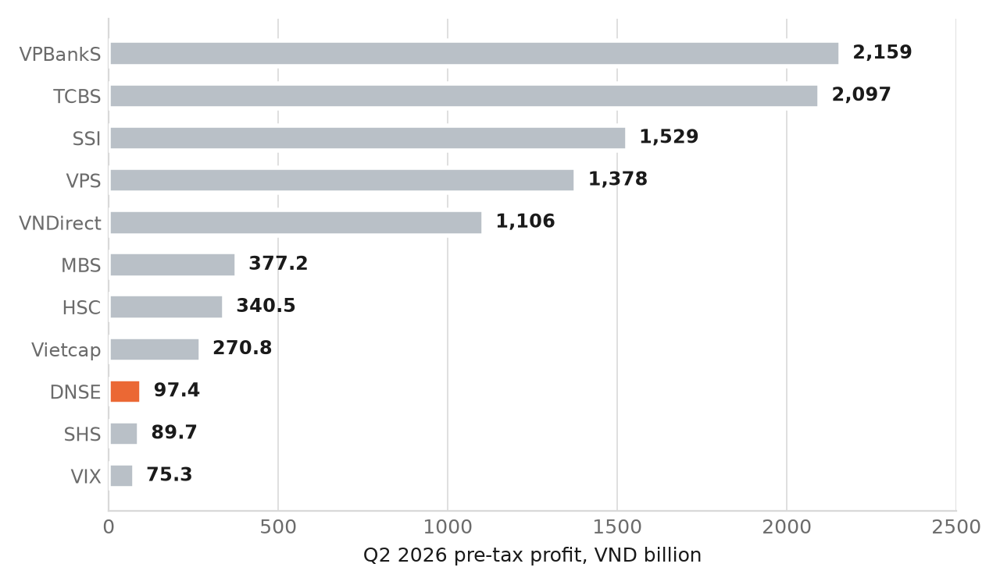 VPBankS 2,159
TCBS 2,097
SSI 1,529
VPS 1,378
VNDirect 1,106
MBS 377.2
HSC 340.5
Vietcap 270.8
DNSE 97.4
SHS 89.7
VIX 75.3
0 500 1000 1500 2000 2500
Q2 2026 pre-tax profit, VND billion